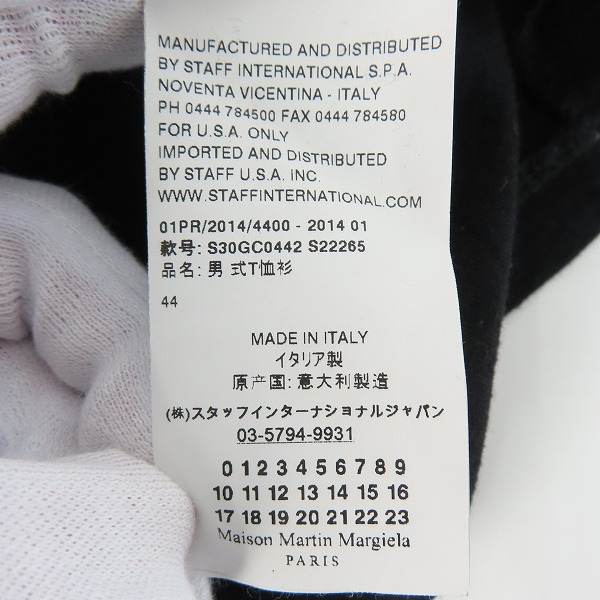 MANUFACTURED AND DISTRIBUTED
BY STAFF INTERNATIONAL S.P.A.
NOVENTA VICENTINA - ITALY
PH 0444 784500 FAX 0444 784580
FOR U.S.A. ONLY
IMPORTED AND DISTRIBUTED
BY STAFF U.S.A. INC.
WWW.STAFFINTERNATIONAL.COM
01PR/2014/4400 - 2014 01
款号: S30GC0442 S22265
品名: 男 式T恤衫
44
MADE IN ITALY
イタリア製
原产国: 意大利製造
(株)スタッフインターナショナルジャパン
03-5794-9931
0 1 2 3 4 5 6 7 8 9
10 11 12 13 14 15 16
17 18 19 20 21 22 23
Maison Martin Margiela
PARIS